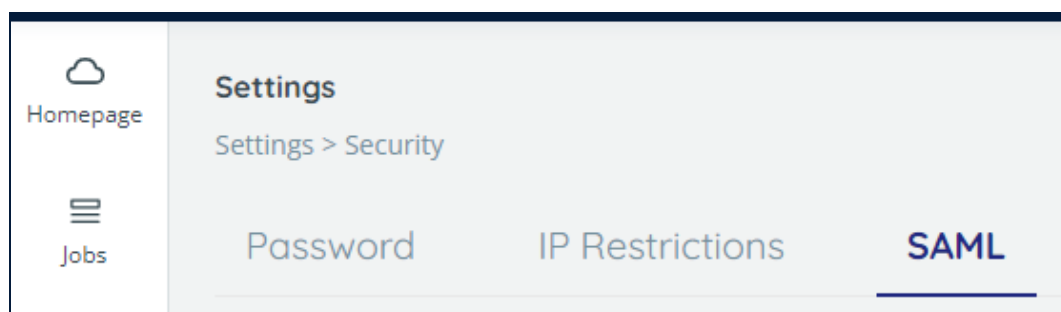 Homepage
Jobs
Settings
Settings > Security
Password IP Restrictions SAML